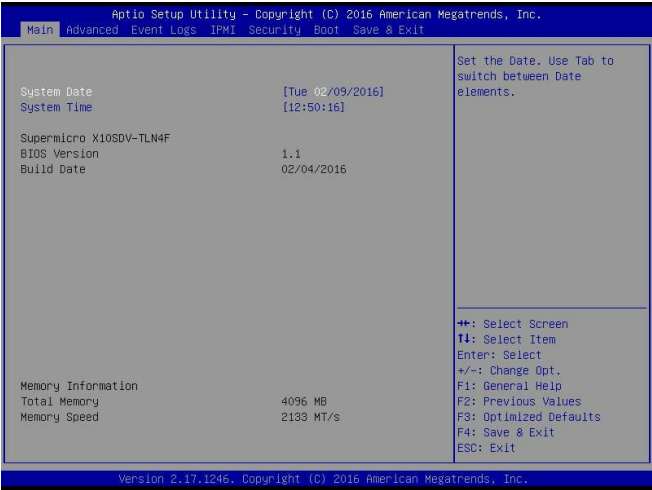 Aptio Setup Utility - Copyright (C) 2016 American Megatrends, Inc.
Main Advanced Event Logs IPMI Security Boot Save & Exit
Set the Date. Use Tab to
switch between Date
elements.
System Date [Tue 02/09/2016]
System Time [12:50:16]
Supermicro X10SDV-TLN4F
BIOS Version 1.1
Build Date 02/04/2016
Memory Information
Total Memory 4096 MB
Memory Speed 2133 MT/s
→←: Select Screen
↑↓: Select Item
Enter: Select
+/-: Change Opt.
F1: General Help
F2: Previous Values
F3: Optimized Defaults
F4: Save & Exit
ESC: Exit
Version 2.17.1246. Copyright (C) 2016 American Megatrends, Inc.